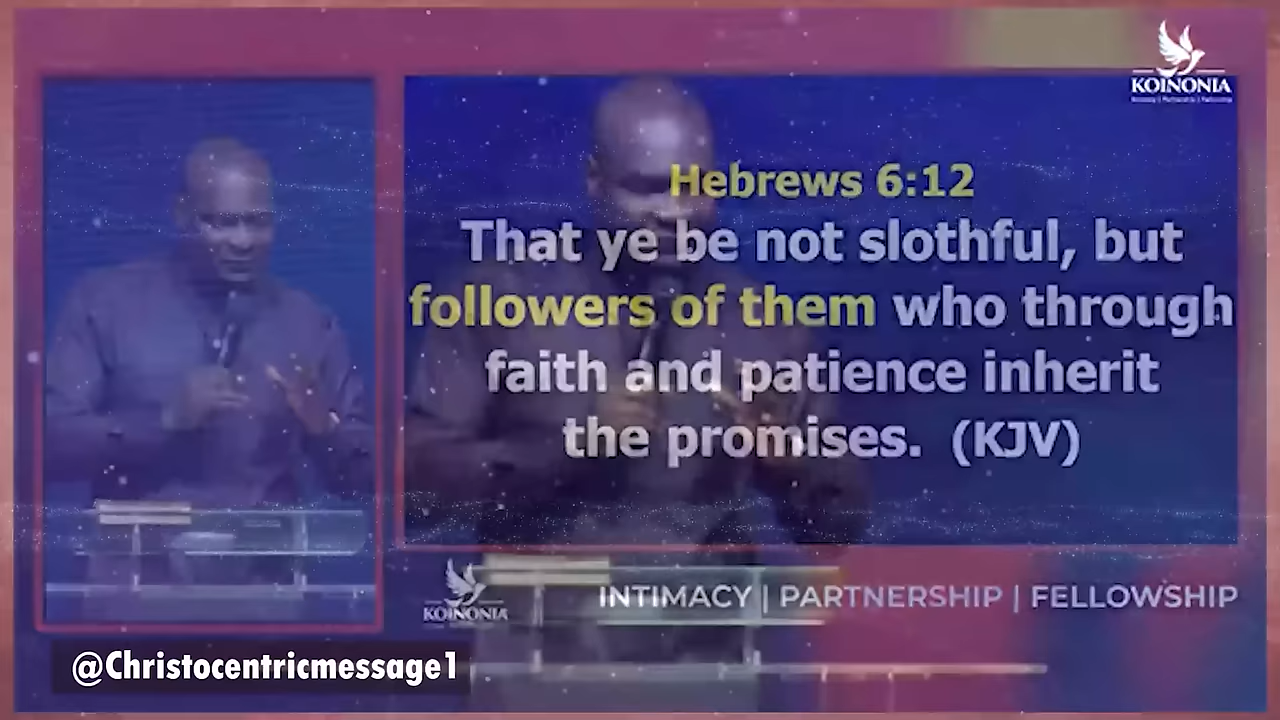 KOINONIA
Hebrews 6:12
That ye be not slothful, but
followers of them who through
faith and patience inherit
the promises. (KJV)
KOINONIA
INTIMACY | PARTNERSHIP | FELLOWSHIP
@Christocentricmessage1